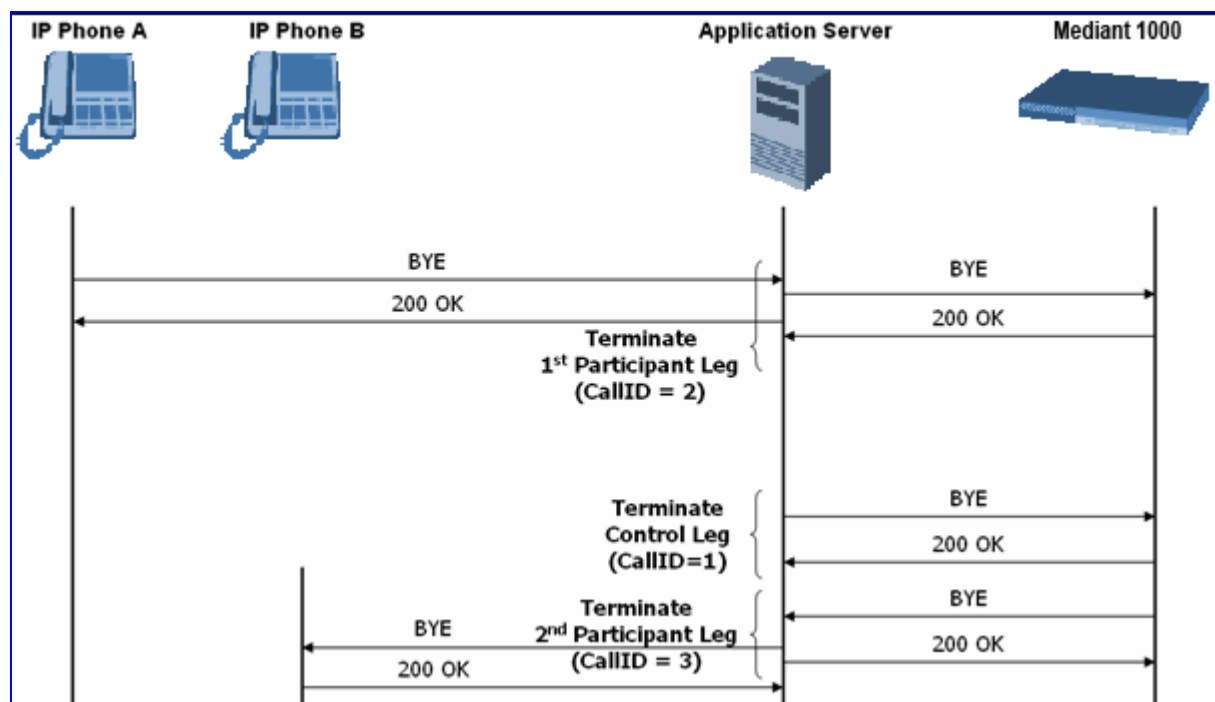 IP Phone A
IP Phone B
Application Server
Mediant 1000
BYE
BYE
200 OK
200 OK
Terminate
1st Participant Leg
(CallID = 2)
Terminate
Control Leg
(CallID=1)
BYE
200 OK
Terminate
2nd Participant Leg
(CallID = 3)
BYE
BYE
200 OK
200 OK